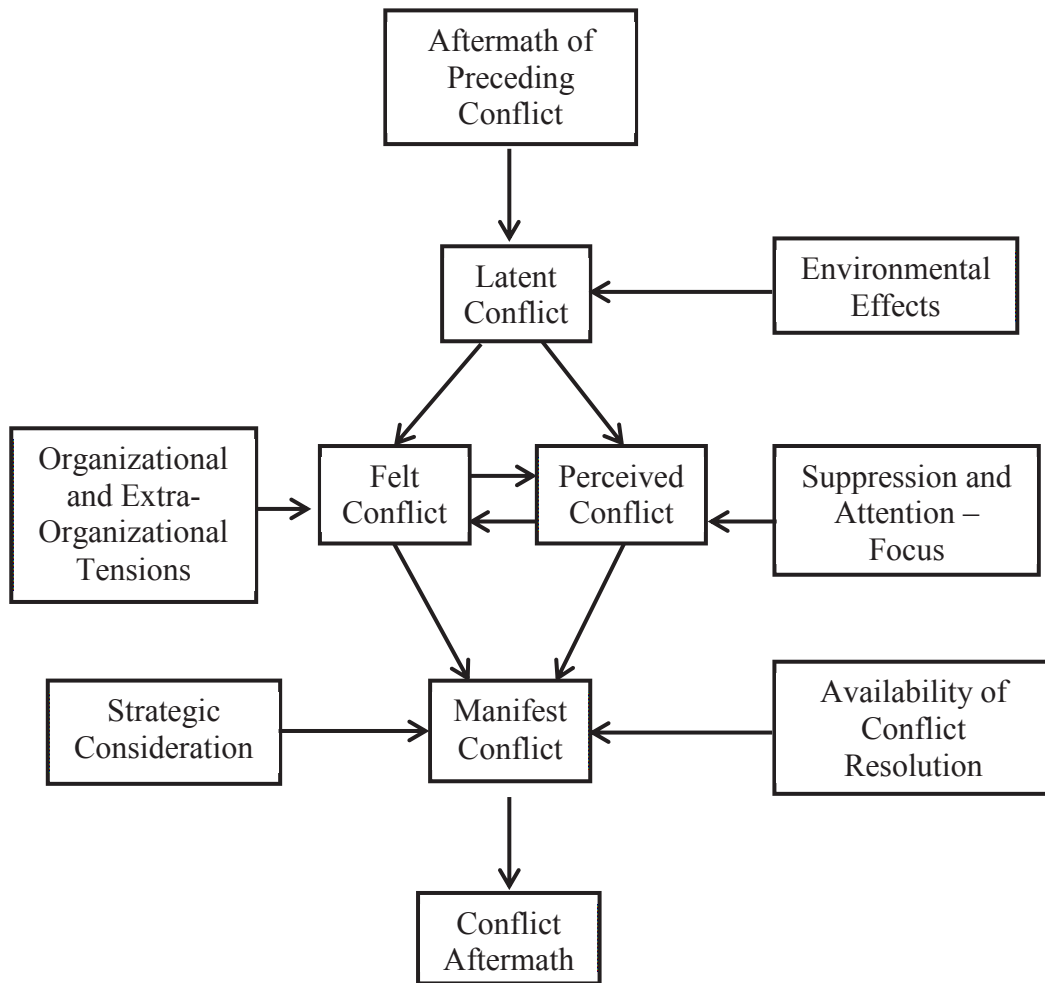 Aftermath of
Preceding
Conflict
Latent
Conflict
Environmental
Effects
Organizational
and Extra-
Organizational
Tensions
Felt
Conflict
Perceived
Conflict
Suppression and
Attention –
Focus
Strategic
Consideration
Manifest
Conflict
Availability of
Conflict
Resolution
Conflict
Aftermath